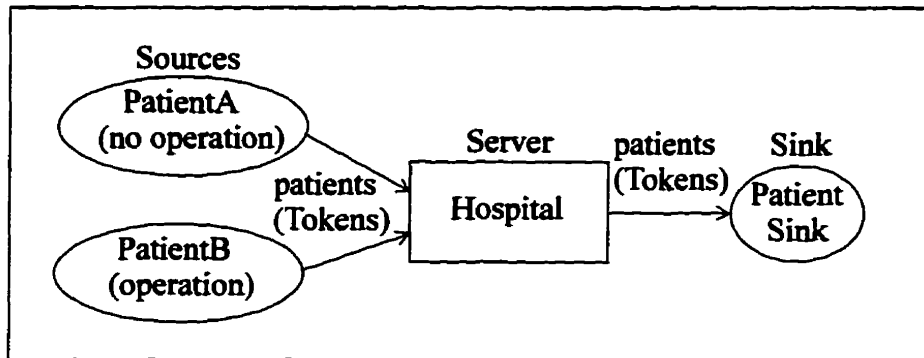 Sources
PatientA
(no operation)
patients
(Tokens)
PatientB
(operation)
Server
Hospital
patients
(Tokens)
Sink
Patient
Sink